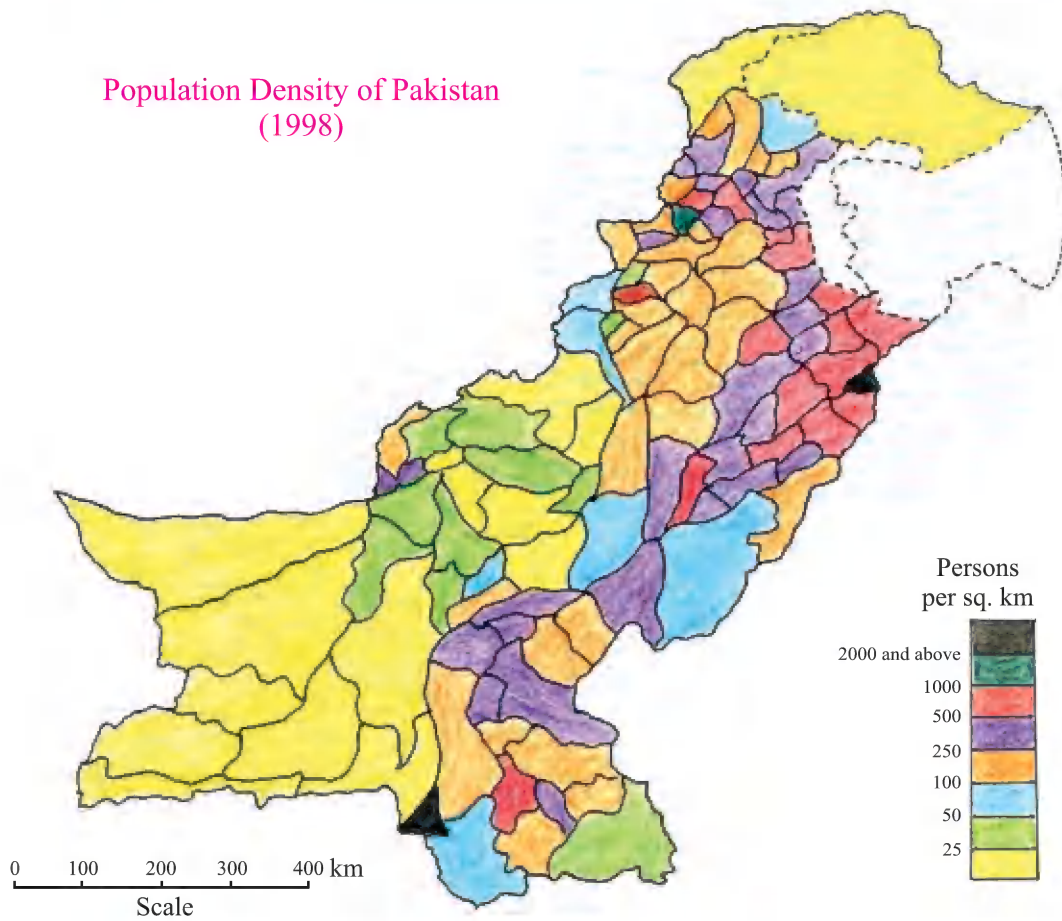 Population Density of Pakistan
(1998)
Persons
per sq. km
2000 and above
1000
500
250
100
50
25
0 100 200 300 400 km
Scale